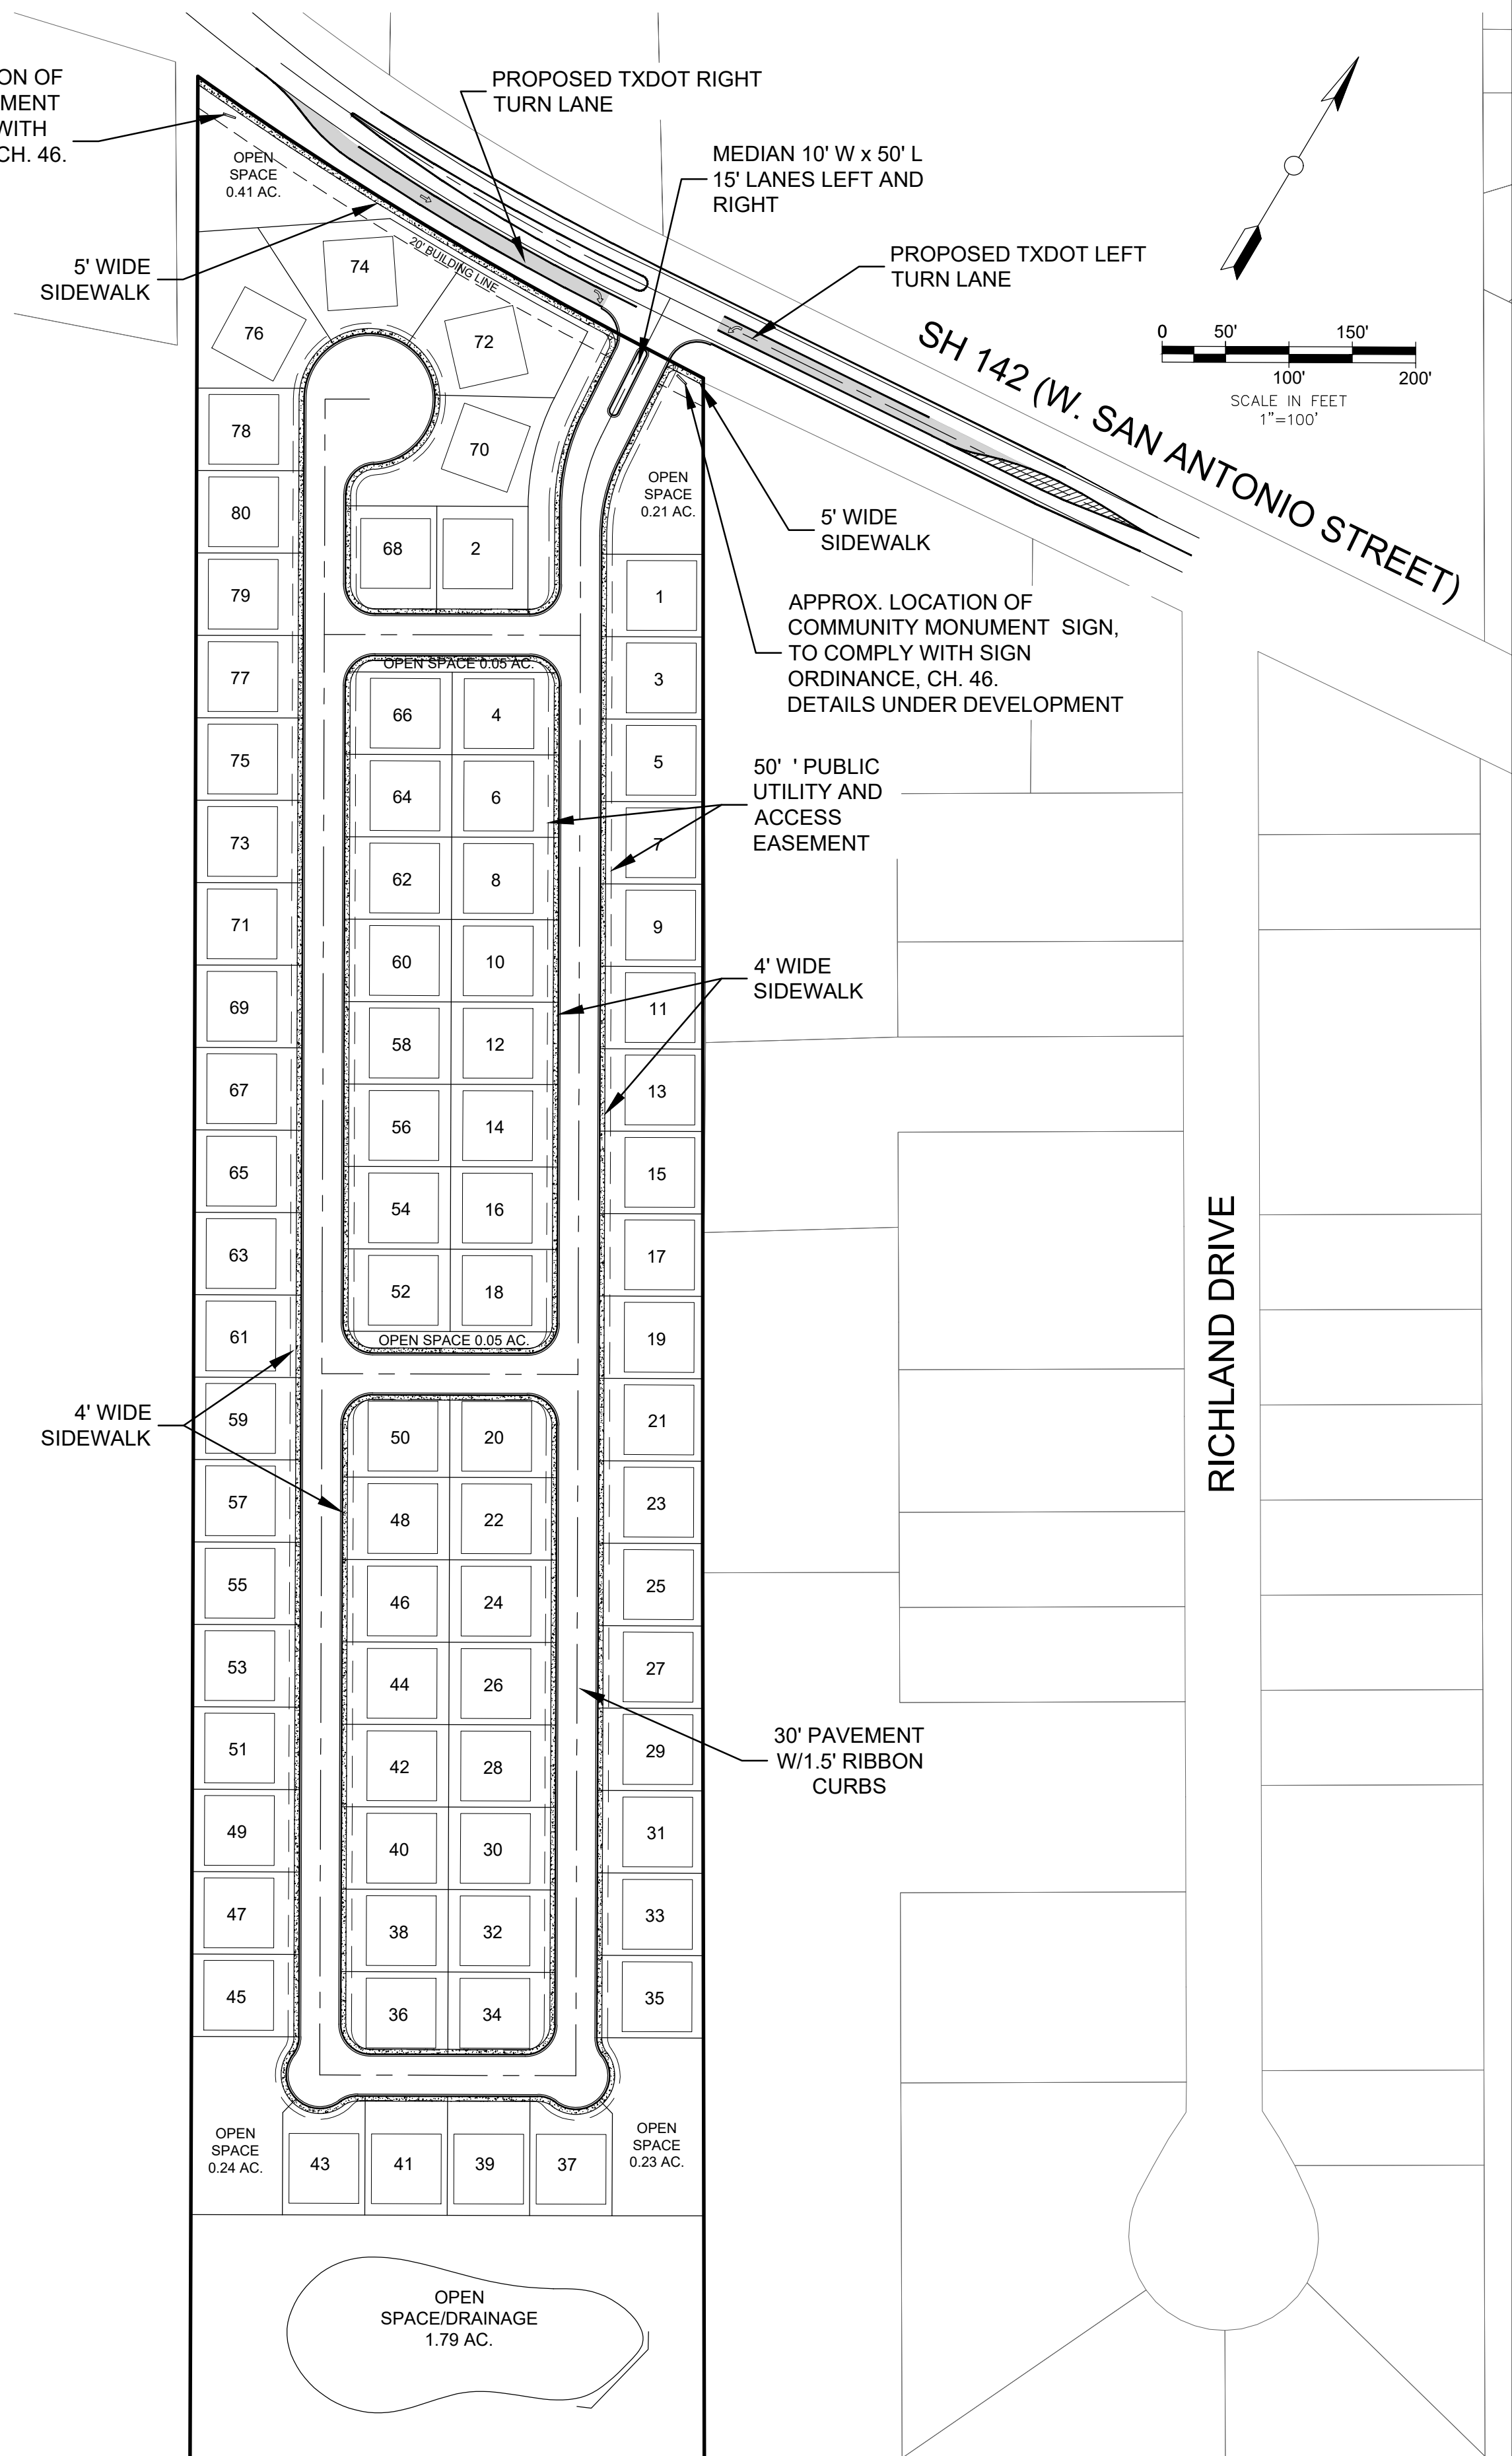 ON OF
MENT
WITH
CH. 46.
PROPOSED TXDOT RIGHT
TURN LANE
MEDIAN 10' W x 50' L
15' LANES LEFT AND
RIGHT
PROPOSED TXDOT LEFT
TURN LANE
OPEN
SPACE
0.41 AC.
5' WIDE
SIDEWALK
20' BUILDING LINE
SH 142 (W. SAN ANTONIO STREET)
0 50' 150'
100' 200'
SCALE IN FEET
1"=100'
74
76
72
70
78
80
68
2
OPEN
SPACE
0.21 AC.
5' WIDE
SIDEWALK
APPROX. LOCATION OF
COMMUNITY MONUMENT SIGN,
TO COMPLY WITH SIGN
ORDINANCE, CH. 46.
DETAILS UNDER DEVELOPMENT
79
1
OPEN SPACE 0.05 AC.
77
66
4
3
75
64
6
5
50' ' PUBLIC
UTILITY AND
ACCESS
EASEMENT
73
62
8
7
71
60
10
9
4' WIDE
SIDEWALK
69
58
12
11
67
56
14
13
65
54
16
15
63
52
18
17
OPEN SPACE 0.05 AC.
61
19
RICHLAND DRIVE
4' WIDE
SIDEWALK
59
50
20
21
57
48
22
23
55
46
24
25
53
44
26
27
30' PAVEMENT
W/1.5' RIBBON
CURBS
51
42
28
29
49
40
30
31
47
38
32
33
45
36
34
35
OPEN
SPACE
0.24 AC.
43
41
39
37
OPEN
SPACE
0.23 AC.
OPEN
SPACE/DRAINAGE
1.79 AC.